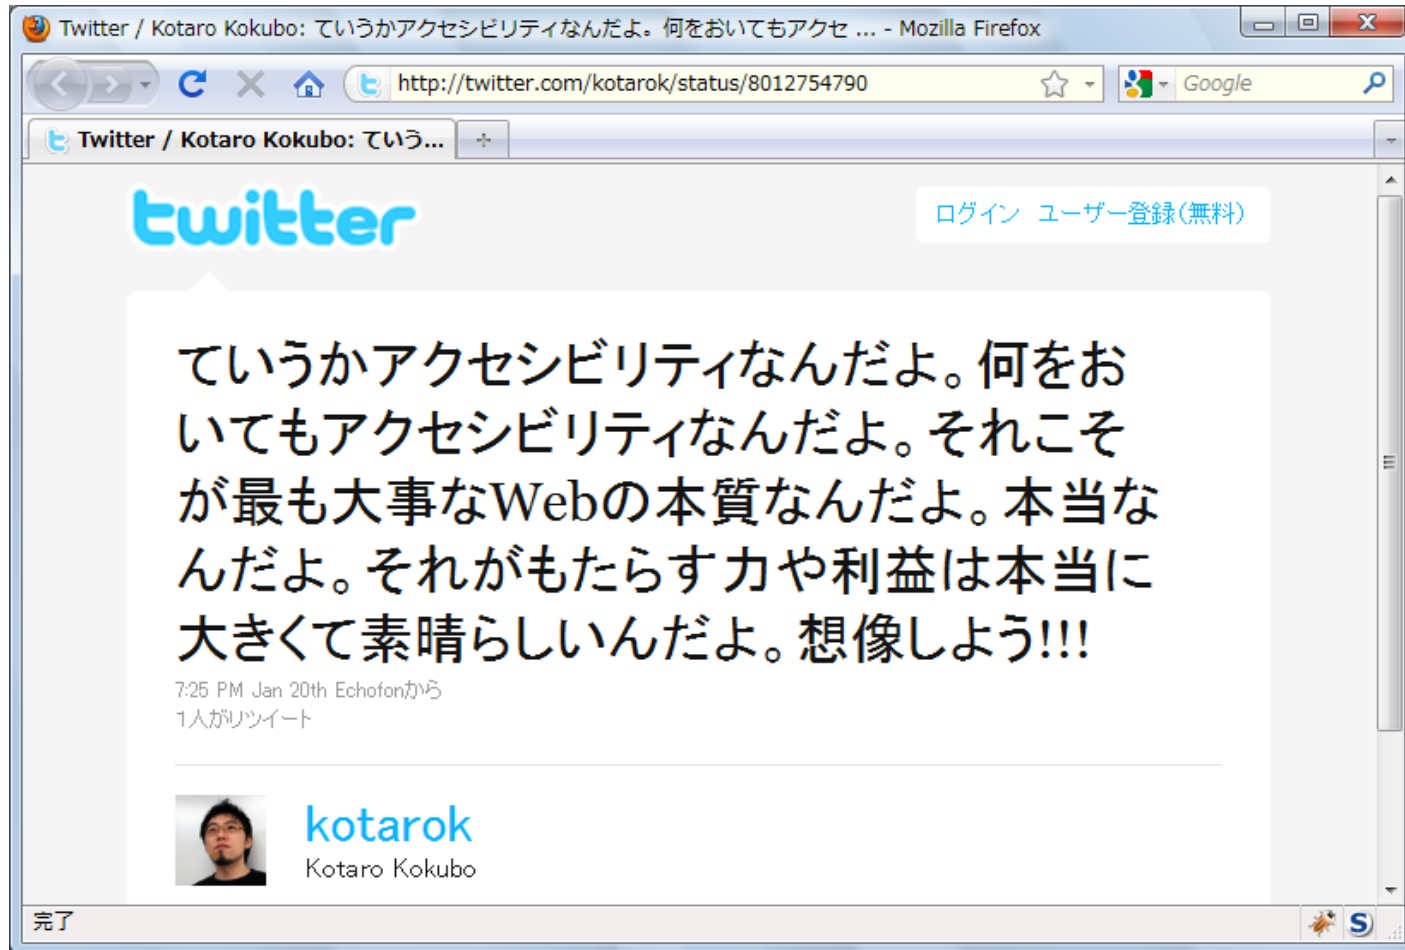 Twitter / Kotaro Kokubo: ていうかアクセシビリティなんだよ。何をおいてもアクセ ... - Mozilla Firefox
http://twitter.com/kotarok/status/8012754790
Google
Twitter / Kotaro Kokubo: ていう...
twitter
ログイン ユーザー登録(無料)
ていうかアクセシビリティなんだよ。何をお
いてもアクセシビリティなんだよ。それこそ
が最も大事なWebの本質なんだよ。本当な
んだよ。それがもたらす力や利益は本当に
大きくて素晴らしいんだよ。想像しよう!!!
7:25 PM Jan 20th Echofonから
1人がリツイート
kotarok
Kotaro Kokubo
完了
S